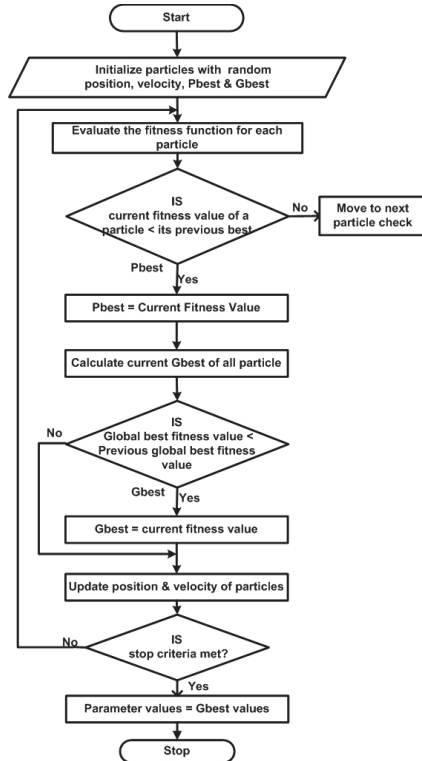 Start
Initialize particles with random
position, velocity, Pbest & Gbest
Evaluate the fitness function for each
particle
IS
current fitness value of a
particle < its previous best
No
Move to next
particle check
Pbest
Yes
Pbest = Current Fitness Value
Calculate current Gbest of all particle
IS
Global best fitness value <
Previous global best fitness
value
No
Gbest
Yes
Gbest = current fitness value
Update position & velocity of particles
IS
stop criteria met?
No
Yes
Parameter values = Gbest values
Stop